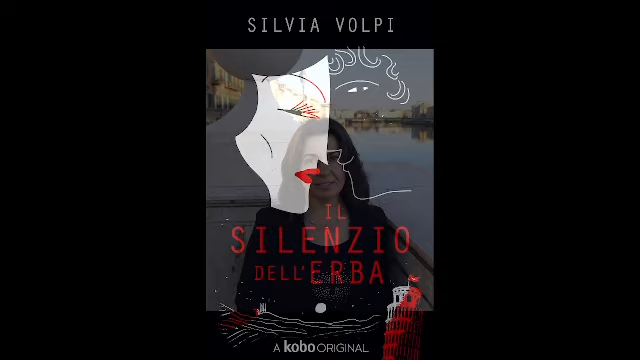 SILVIA VOLPI
IL
SILENZIO
DELL'ERBA
A kobo ORIGINAL